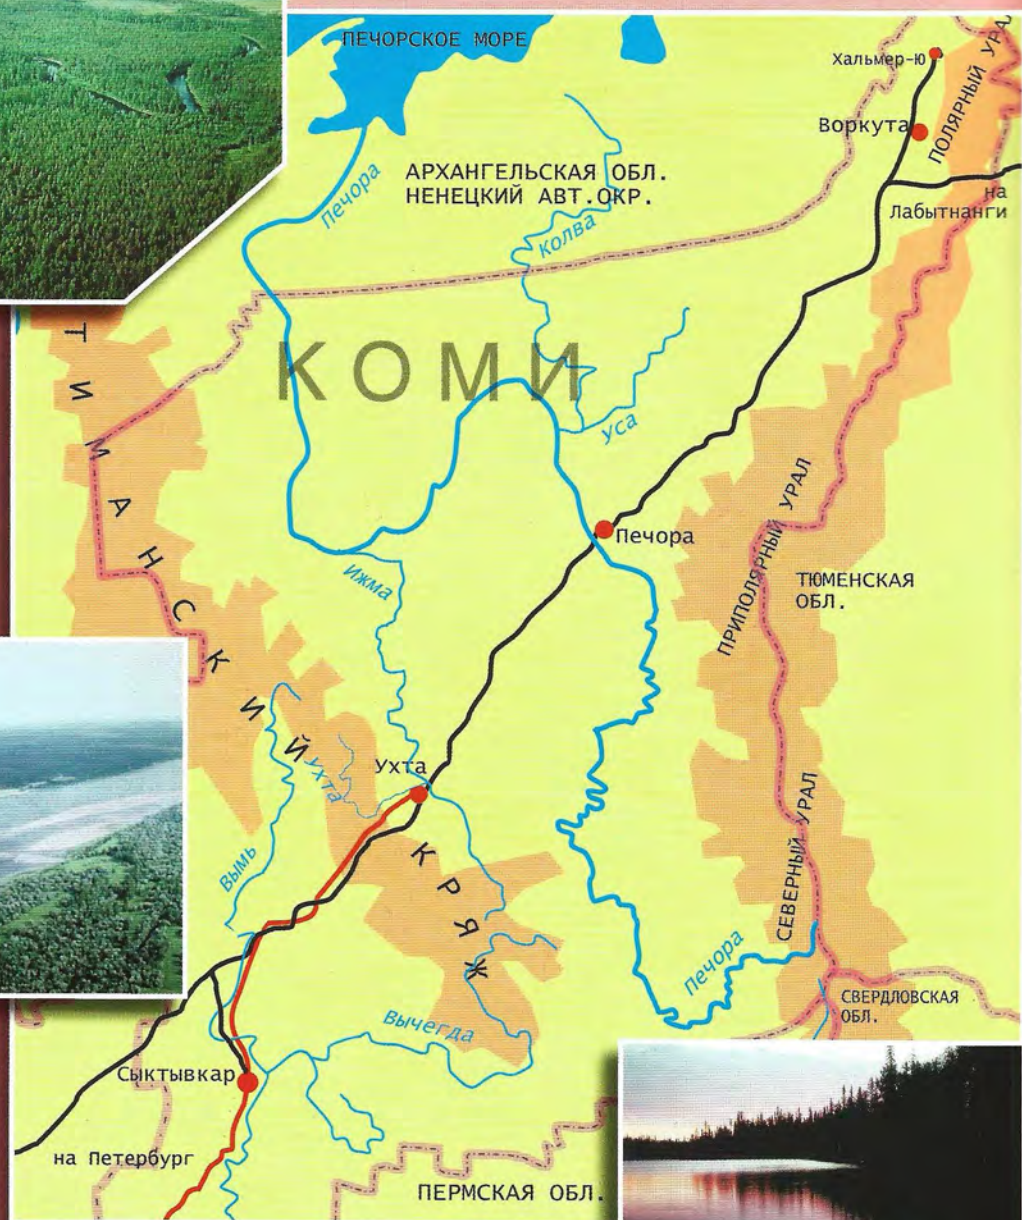 ПЕЧОРСКОЕ МОРЕ
Хальмер-Ю
ПОЛЯРНЫЙ УРАЛ
Воркута
АРХАНГЕЛЬСКАЯ ОБЛ.
НЕНЕЦКИЙ АВТ.ОКР.
Печора
на
Лабытнанги
Колва
КОМИ
ТИМАНСКИЙ
Уса
Печора
Ижма
ПРИПОЛЯРНЫЙ УРАЛ
ТЮМЕНСКАЯ
ОБЛ.
Ухта
Ухта
КРЯЖ
Вымь
СЕВЕРНЫЙ УРАЛ
Печора
СВЕРДЛОВСКАЯ
ОБЛ.
Вычегда
Сыктывкар
на Петербург
ПЕРМСКАЯ ОБЛ.